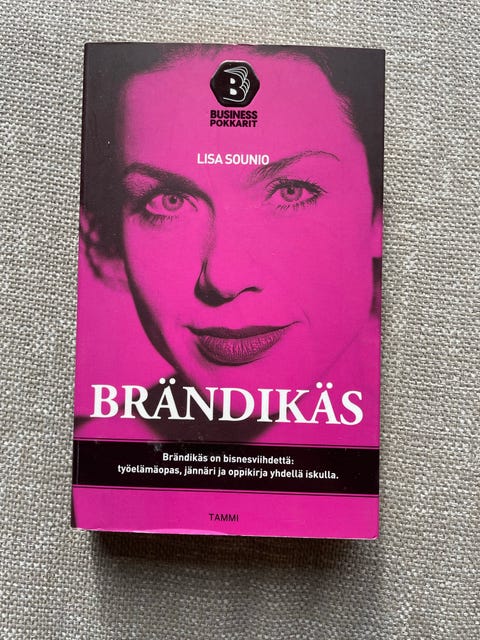 B
BUSINESS
POKKARIT
LISA SOUNIO
BRÄNDIKÄS
Brändikäs on bisnesviihdettä:
työelämäopas, jännäri ja oppikirja yhdellä iskulla.
TAMMI